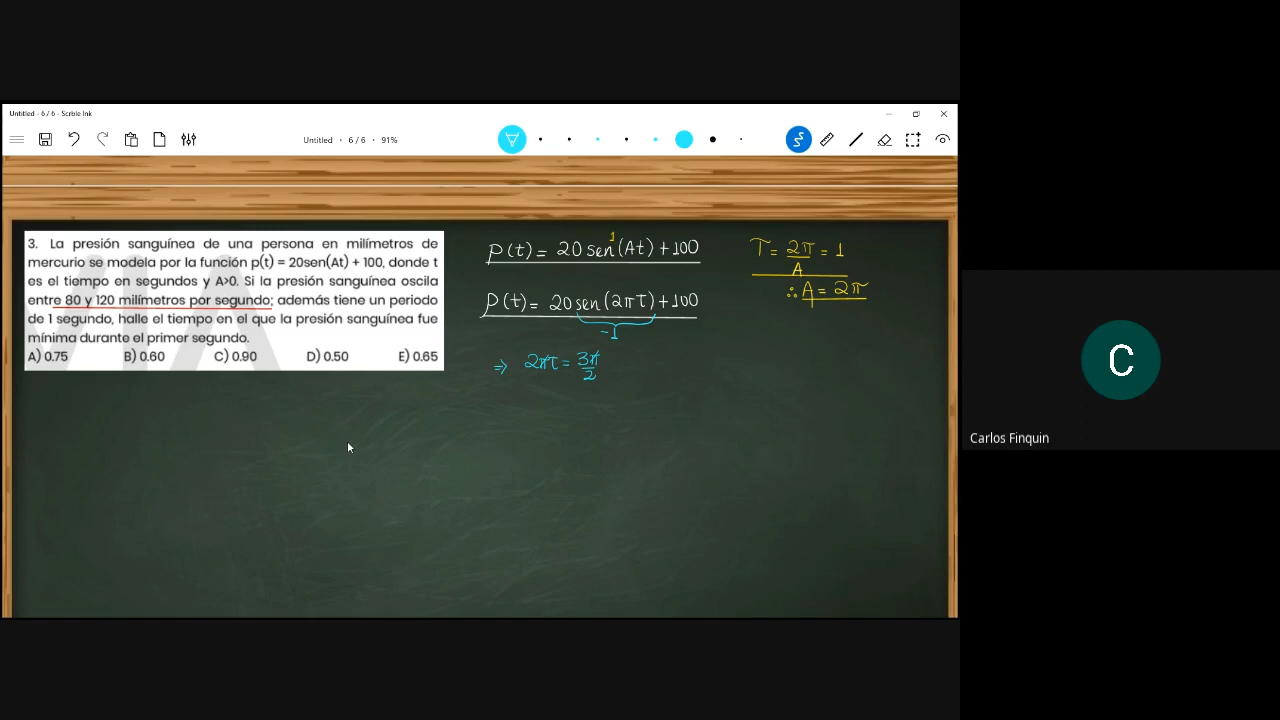 Untitled - 6 / 6 - Scrble Ink
Untitled · 6 / 6 · 91%
3. La presión sanguínea de una persona en milímetros de
mercurio se modela por la función p(t) = 20sen(At) + 100, donde t
es el tiempo en segundos y A>0. Si la presión sanguínea oscila
entre 80 y 120 milímetros por segundo; además tiene un periodo
de 1 segundo, halle el tiempo en el que la presión sanguínea fue
mínima durante el primer segundo.
A) 0.75 B) 0.60 C) 0.90 D) 0.50 E) 0.65
1
P(t) = 20 sen(At) + 100
P(t) = 20 sen(2πt) + 100
-1
⇒ 2πt = 3π/2
T = 2π/A = 1
∴ A = 2π
C
Carlos Finquin